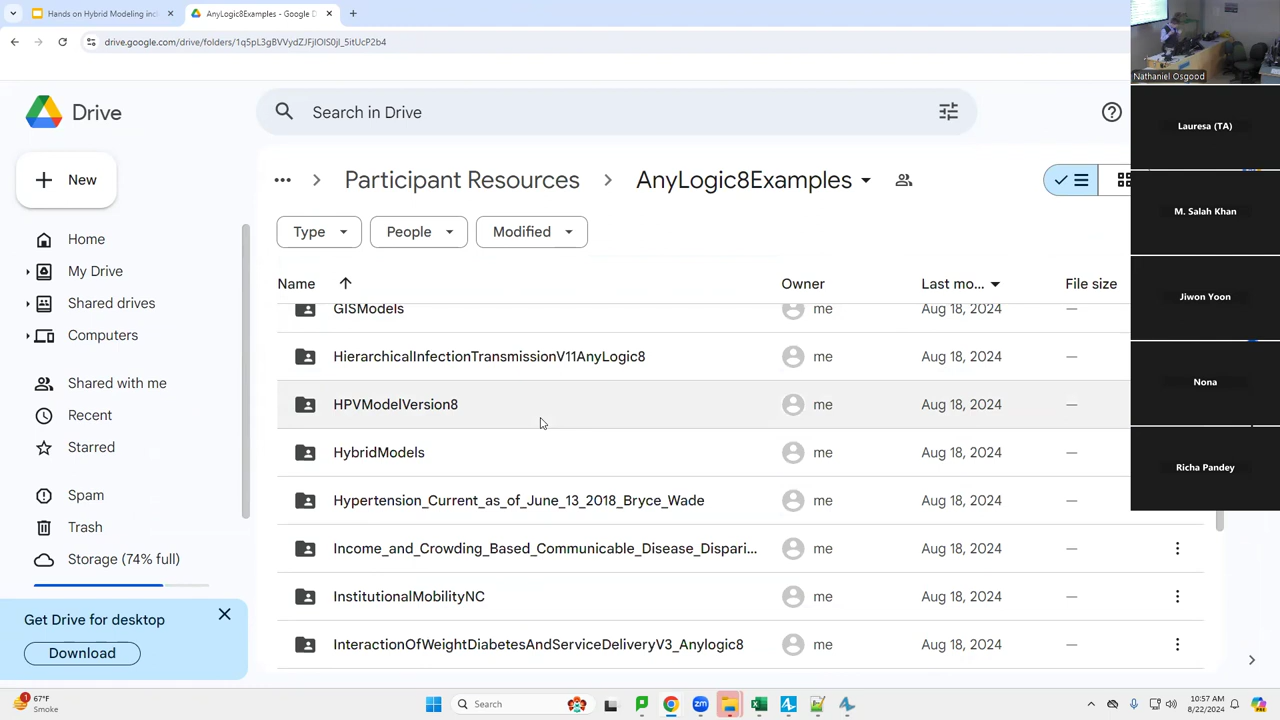 Hands on Hybrid Modeling incl
AnyLogic8Examples - Google D
drive.google.com/drive/folders/1q5pL3gBVVydZJFjIOlS0jI_5itUcP2b4
Nathaniel Osgood
Drive
Search in Drive
Lauresa (TA)
New
Participant Resources
AnyLogic8Examples
M. Salah Khan
Type
People
Modified
Home
My Drive
Shared drives
Computers
Shared with me
Recent
Starred
Spam
Trash
Storage (74% full)
Name
Owner
Last mo...
File size
Jiwon Yoon
GISModels
me
Aug 18, 2024
—
HierarchicalInfectionTransmissionV11AnyLogic8
me
Aug 18, 2024
—
Nona
HPVModelVersion8
me
Aug 18, 2024
—
HybridModels
me
Aug 18, 2024
—
Richa Pandey
Hypertension_Current_as_of_June_13_2018_Bryce_Wade
me
Aug 18, 2024
—
Income_and_Crowding_Based_Communicable_Disease_Dispari...
me
Aug 18, 2024
—
InstitutionalMobilityNC
me
Aug 18, 2024
—
InteractionOfWeightDiabetesAndServiceDeliveryV3_Anylogic8
me
Aug 18, 2024
—
Get Drive for desktop
Download
1
67°F
Smoke
Search
10:57 AM
8/22/2024